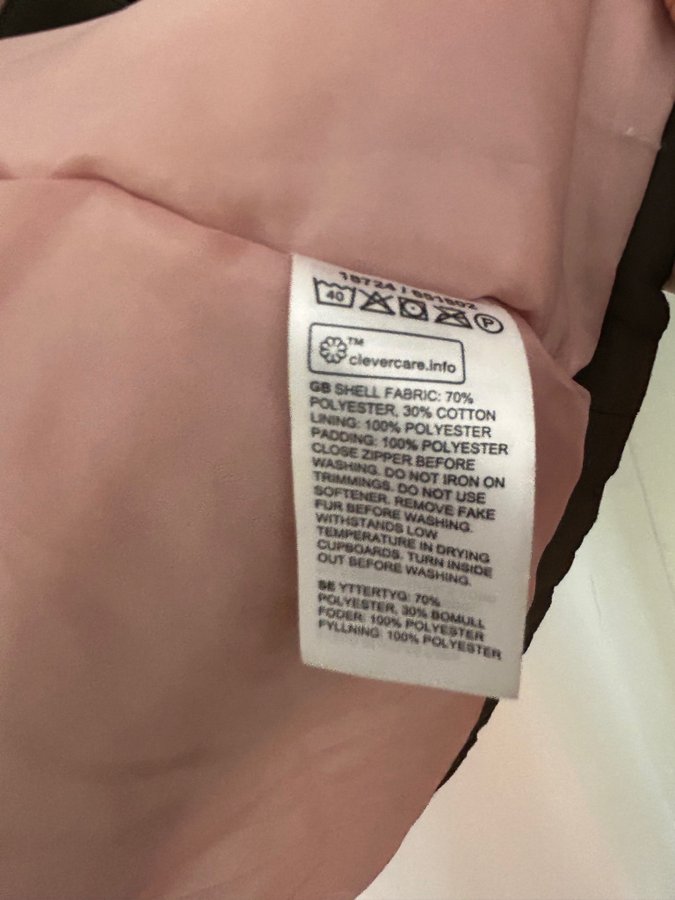 18724 / 691802
40 P
TM
clevercare.info
GB SHELL FABRIC: 70%
POLYESTER, 30% COTTON
LINING: 100% POLYESTER
PADDING: 100% POLYESTER
CLOSE ZIPPER BEFORE
WASHING. DO NOT IRON ON
TRIMMINGS. DO NOT USE
SOFTENER. REMOVE FAKE
FUR BEFORE WASHING.
WITHSTANDS LOW
TEMPERATURE IN DRYING
CUPBOARDS. TURN INSIDE
OUT BEFORE WASHING.
SE YTTERTYG: 70%
POLYESTER, 30% BOMULL
FODER: 100% POLYESTER
FYLLNING: 100% POLYESTER